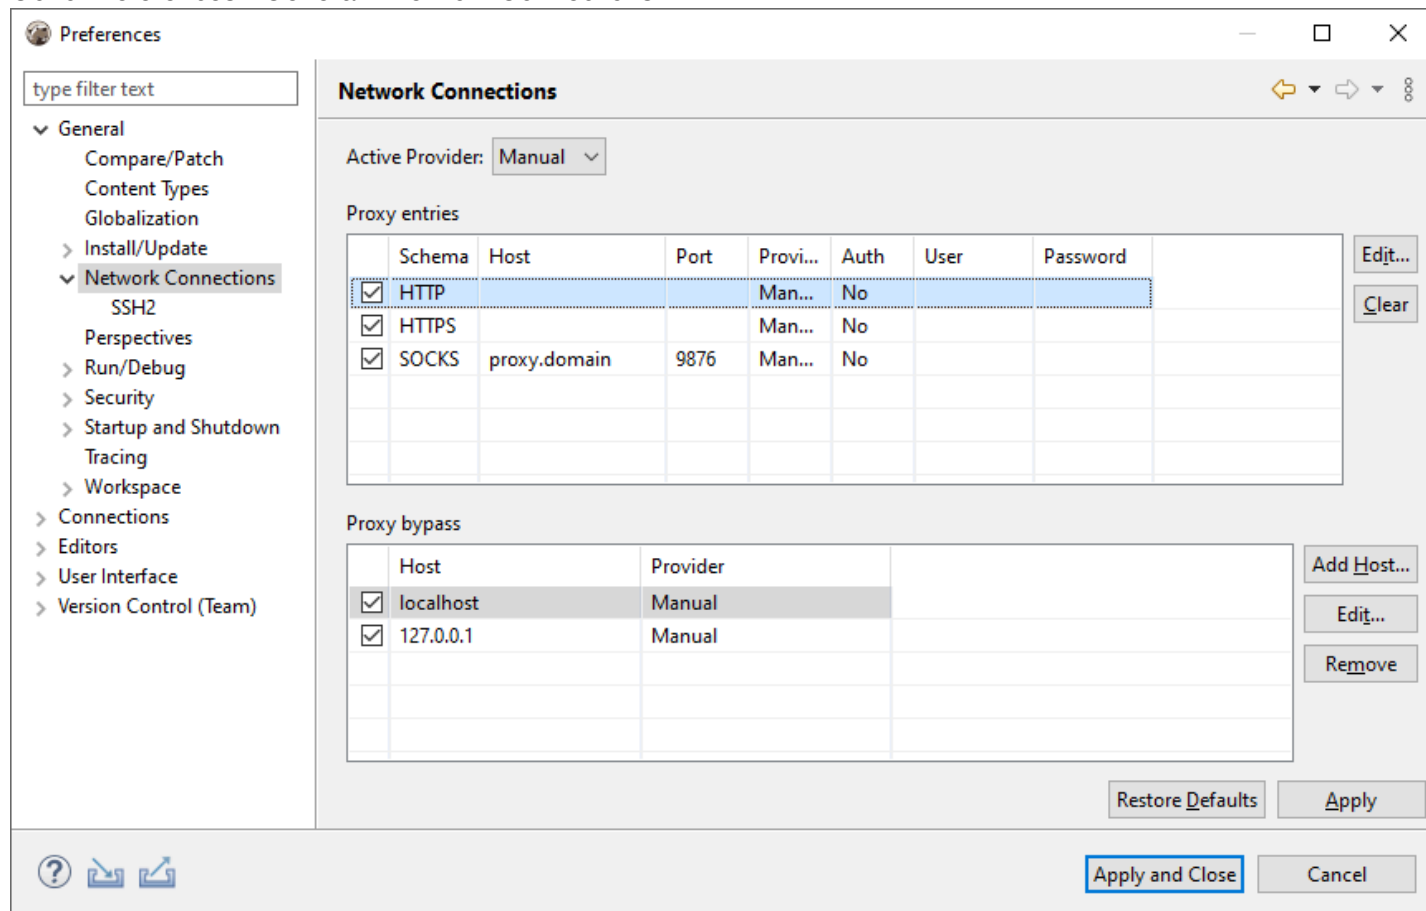 Preferences
type filter text
General
Compare/Patch
Content Types
Globalization
Install/Update
Network Connections
SSH2
Perspectives
Run/Debug
Security
Startup and Shutdown
Tracing
Workspace
Connections
Editors
User Interface
Version Control (Team)
Network Connections
Active Provider: Manual
Proxy entries
Schema Host Port Provi... Auth User Password
HTTP Man... No
HTTPS Man... No
SOCKS proxy.domain 9876 Man... No
Edit...
Clear
Proxy bypass
Host Provider
localhost Manual
127.0.0.1 Manual
Add Host...
Edit...
Remove
Restore Defaults Apply
? Apply and Close Cancel